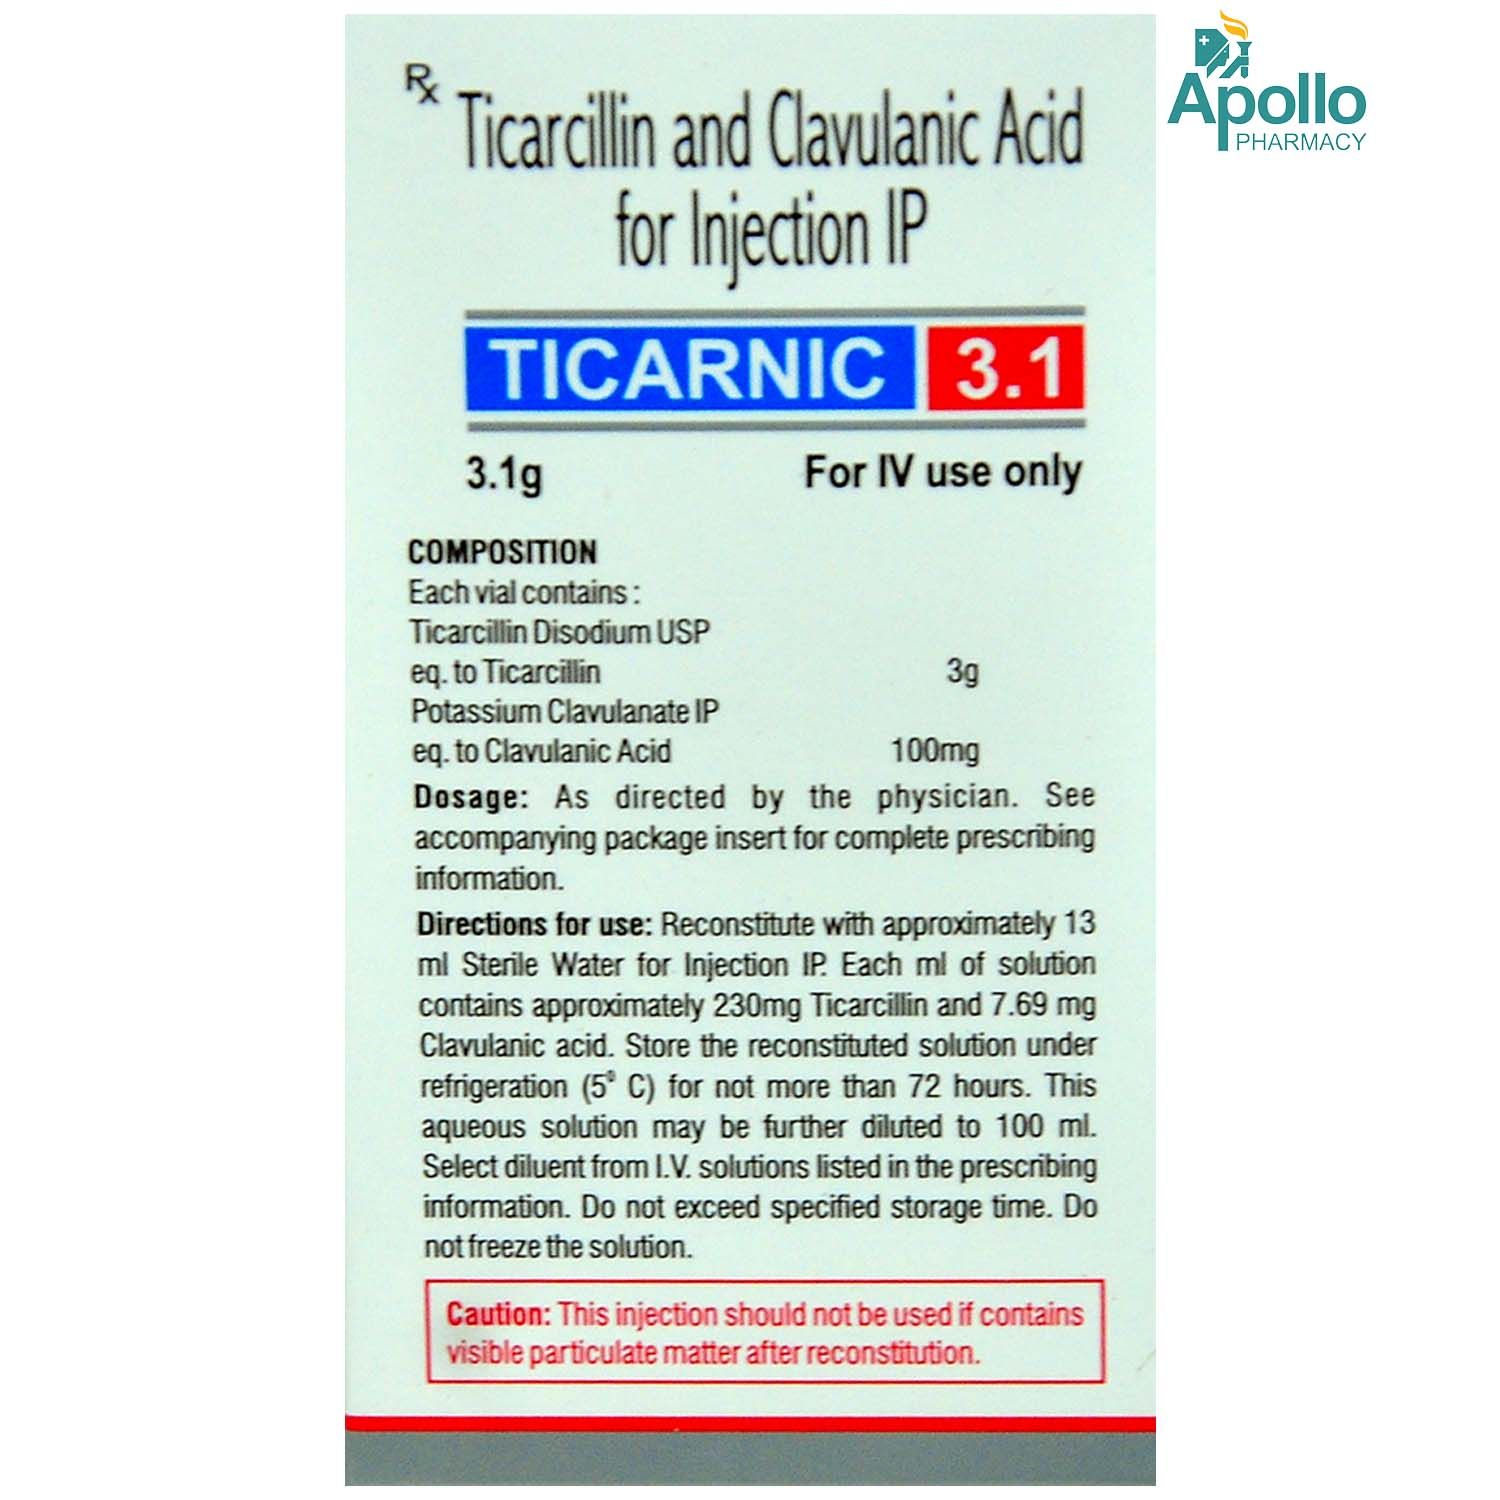 Apollo
PHARMACY
Rx
Ticarcillin and Clavulanic Acid
for Injection IP
TICARNIC 3.1
3.1g For IV use only
COMPOSITION
Each vial contains :
Ticarcillin Disodium USP
eq. to Ticarcillin 3g
Potassium Clavulanate IP
eq. to Clavulanic Acid 100mg
Dosage: As directed by the physician. See
accompanying package insert for complete prescribing
information.
Directions for use: Reconstitute with approximately 13
ml Sterile Water for Injection IP. Each ml of solution
contains approximately 230mg Ticarcillin and 7.69 mg
Clavulanic acid. Store the reconstituted solution under
refrigeration (5° C) for not more than 72 hours. This
aqueous solution may be further diluted to 100 ml.
Select diluent from I.V. solutions listed in the prescribing
information. Do not exceed specified storage time. Do
not freeze the solution.
Caution: This injection should not be used if contains
visible particulate matter after reconstitution.